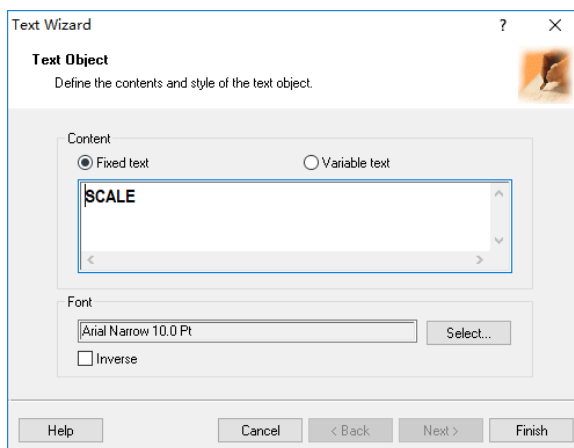 Text Wizard
Text Object
Define the contents and style of the text object.
Content
Fixed text Variable text
SCALE
Font
Arial Narrow 10.0 Pt Select...
Inverse
Help Cancel < Back Next > Finish